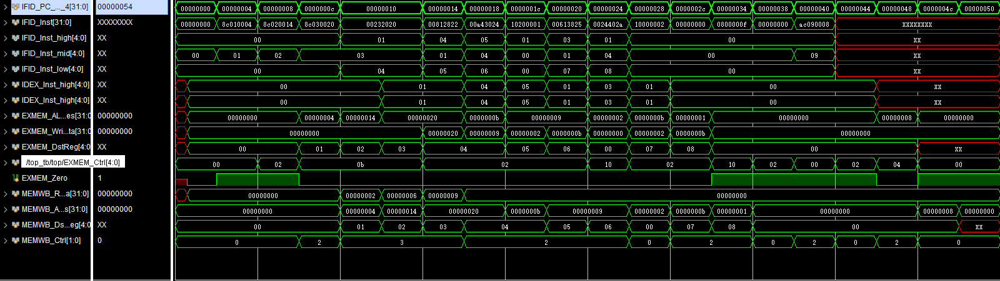 IFID_PC_..._4[31:0] 00000054 00000000 00000004 00000008 0000000c 00000010 00000014 00000018 0000001c 00000020 00000024 00000028 0000002c 00000034 00000038 00000040 00000044 00000048 0000004c 00000050
IFID_Inst[31:0] XXXXXXXX 00000000 8c010004 8c020014 8c030020 00232020 00812822 00a43024 10200001 00613825 0024402a 10000002 00000000 0800000f 00000000 ac090008 XXXXXXXX
IFID_Inst_high[4:0] XX 00 01 04 05 01 03 01 00 XX
IFID_Inst_mid[4:0] XX 00 01 02 03 01 04 00 01 04 00 09 XX
IFID_Inst_low[4:0] XX 00 04 05 06 00 07 08 00 XX
IDEX_Inst_high[4:0] XX 00 01 04 05 01 03 01 00 XX
IDEX_Inst_high[4:0] XX 00 01 04 05 01 03 01 00 XX
EXMEM_AL...es[31:0] 00000000 00000000 00000004 00000014 00000020 0000000b 00000009 00000002 0000000b 00000001 00000000 00000008 00000000
EXMEM_Wri...ta[31:0] 00000000 00000000 00000020 00000009 00000002 0000000b 00000000 00000002 0000000b 00000000
EXMEM_DstReg[4:0] XX 00 01 02 03 04 05 06 00 07 08 00 XX
/top_tb/top/EXMEM_Ctrl[4:0] 00 02 0b 02 10 02 10 02 00 02 04 00
EXMEM_Zero 1
MEMWB_R...a[31:0] 00000000 00000000 00000002 00000006 00000009 00000000
MEMWB_A...s[31:0] 00000000 00000000 00000004 00000014 00000020 00000009 00000002 0000000b 00000001 00000000 00000008 00000000
MEMWB_Ds...eg[4:0] XX 00 01 02 03 04 05 06 00 07 08 00 XX
MEMWB_Ctrl[1:0] 0 0 2 3 2 0 2 0 2 0 2 0